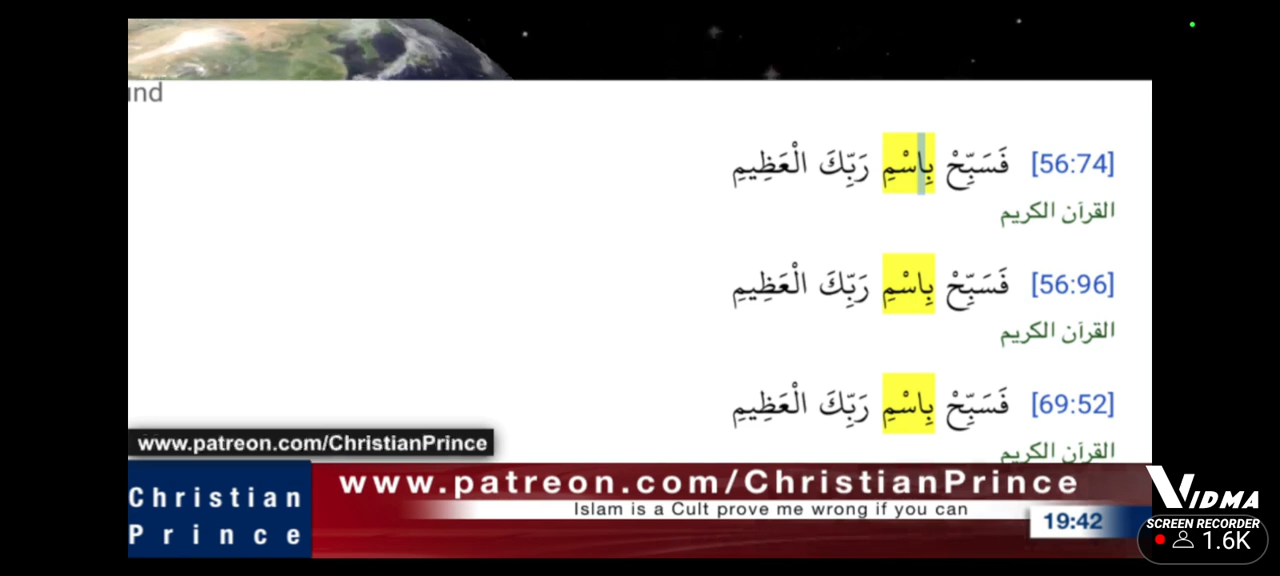 und
[56:74] فَسَبِّحْ بِاسْمِ رَبِّكَ الْعَظِيمِ
القرآن الكريم
[56:96] فَسَبِّحْ بِاسْمِ رَبِّكَ الْعَظِيمِ
القرآن الكريم
[69:52] فَسَبِّحْ بِاسْمِ رَبِّكَ الْعَظِيمِ
القرآن الكريم
www.patreon.com/ChristianPrince
www.patreon.com/ChristianPrince
Christian
Prince
Islam is a Cult prove me wrong if you can
19:42
VIDMA
SCREEN RECORDER
1.6K